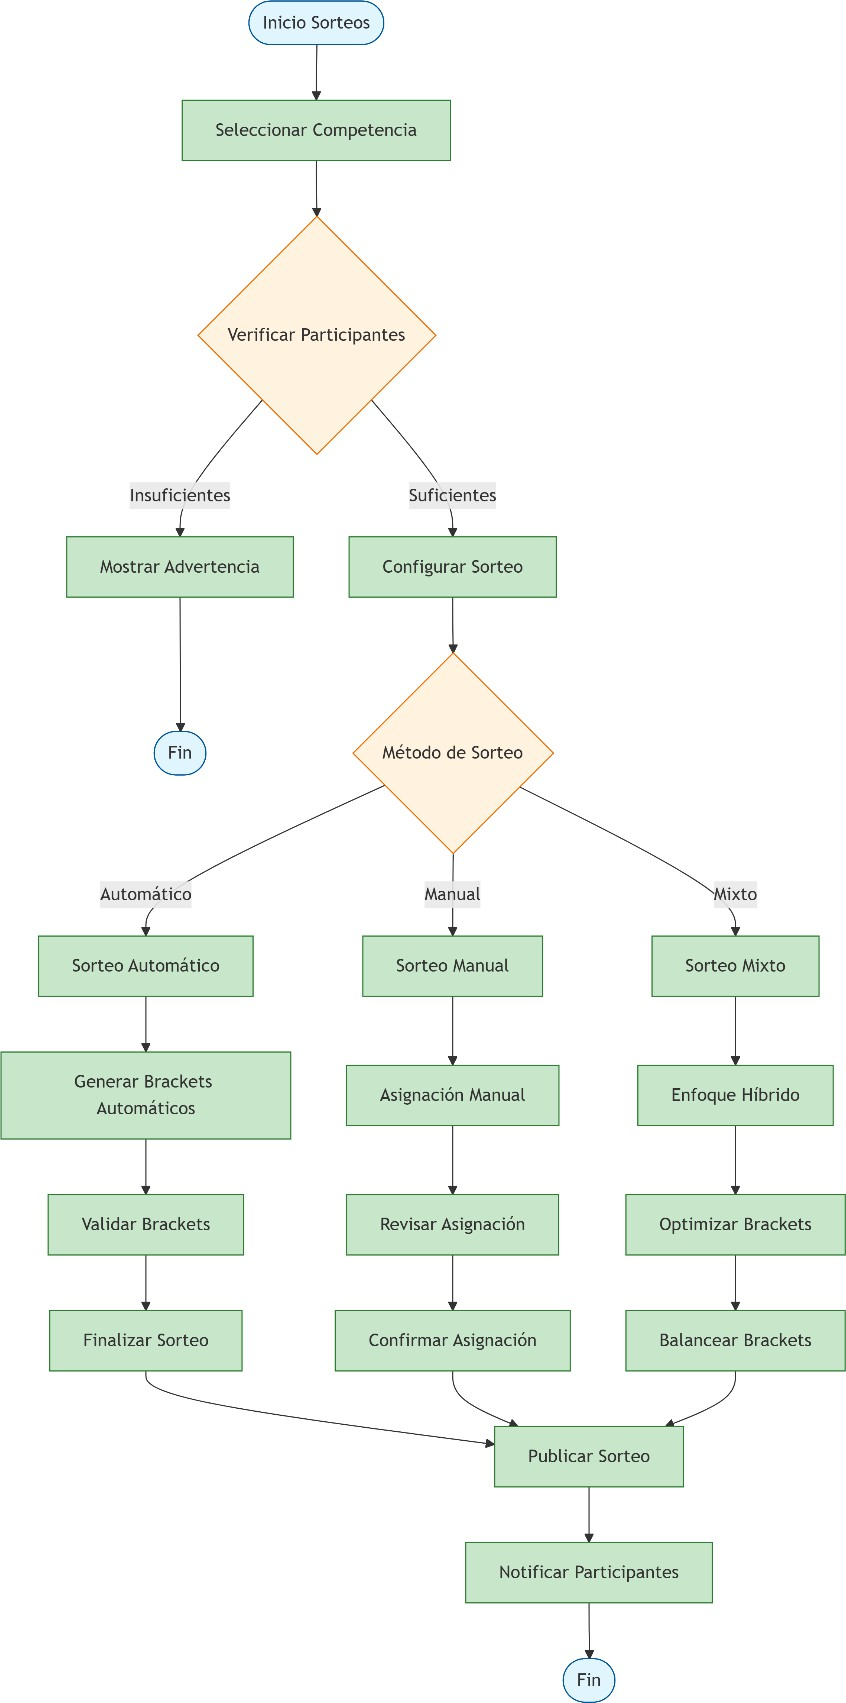 Inicio Sorteos
Seleccionar Competencia
Verificar Participantes
Insuficientes
Suficientes
Mostrar Advertencia
Configurar Sorteo
Fin
Método de Sorteo
Automático
Manual
Mixto
Sorteo Automático
Sorteo Manual
Sorteo Mixto
Generar Brackets
Automáticos
Asignación Manual
Enfoque Híbrido
Validar Brackets
Revisar Asignación
Optimizar Brackets
Finalizar Sorteo
Confirmar Asignación
Balancear Brackets
Publicar Sorteo
Notificar Participantes
Fin